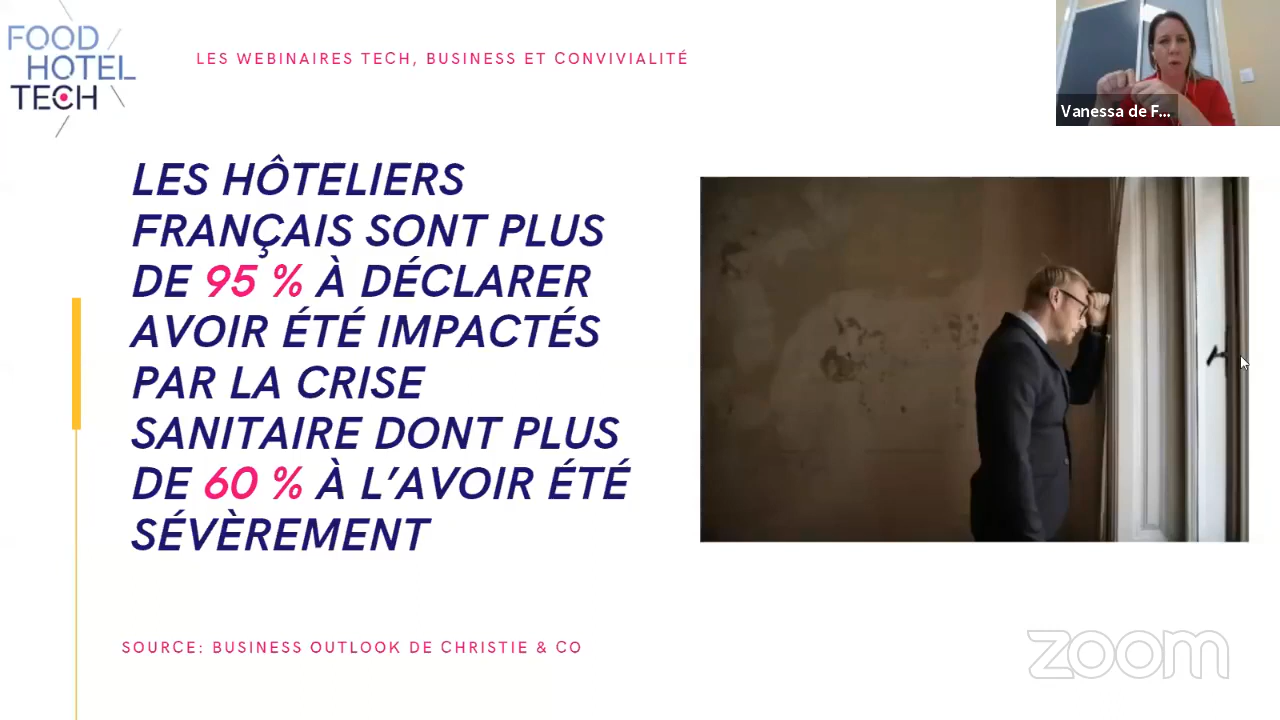 FOOD
HOTEL
TECH
LES WEBINAIRES TECH, BUSINESS ET CONVIVIALITÉ
Vanessa de F...
LES HÔTELIERS
FRANÇAIS SONT PLUS
DE 95 % À DÉCLARER
AVOIR ÉTÉ IMPACTÉS
PAR LA CRISE
SANITAIRE DONT PLUS
DE 60 % À L’AVOIR ÉTÉ
SÉVÈREMENT
SOURCE: BUSINESS OUTLOOK DE CHRISTIE & CO
zoom